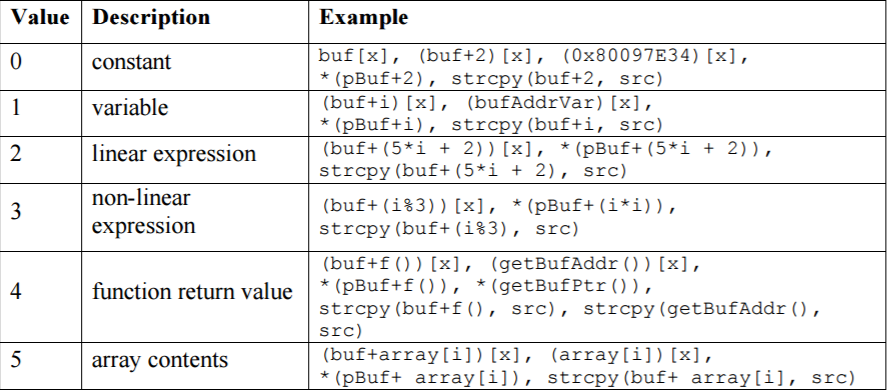 Value Description Example
0 constant buf[x], (buf+2)[x], (0x80097E34)[x],
*(pBuf+2), strcpy(buf+2, src)
1 variable (buf+i)[x], (bufAddrVar)[x],
*(pBuf+i), strcpy(buf+i, src)
2 linear expression (buf+(5*i + 2))[x], *(pBuf+(5*i + 2)),
strcpy(buf+(5*i + 2), src)
3 non-linear
expression (buf+(i%3))[x], *(pBuf+(i*i)),
strcpy(buf+(i%3), src)
4 function return value (buf+f())[x], (getBufAddr())[x],
*(pBuf+f()), *(getBufPtr()),
strcpy(buf+f(), src), strcpy(getBufAddr(),
src)
5 array contents (buf+array[i])[x], (array[i])[x],
*(pBuf+ array[i]), strcpy(buf+ array[i], src)